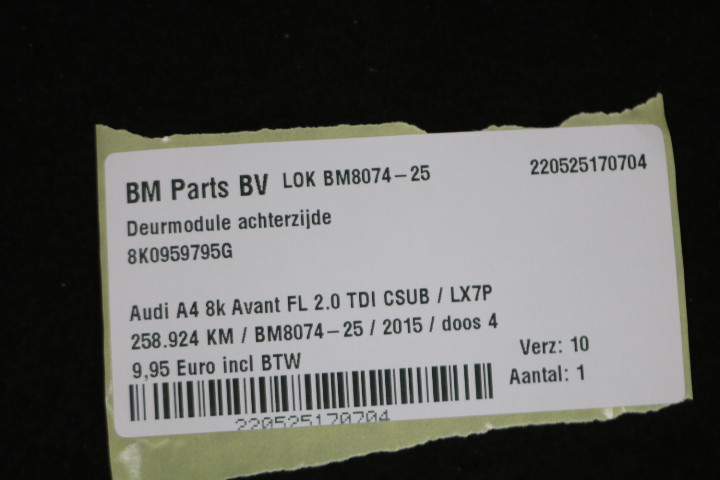 BM Parts BV LOK BM8074-25 220525170704
Deurmodule achterzijde
8K0959795G
Audi A4 8k Avant FL 2.0 TDI CSUB / LX7P
258.924 KM / BM8074-25 / 2015 / doos 4
9,95 Euro incl BTW
Verz: 10
Aantal: 1
220525170704